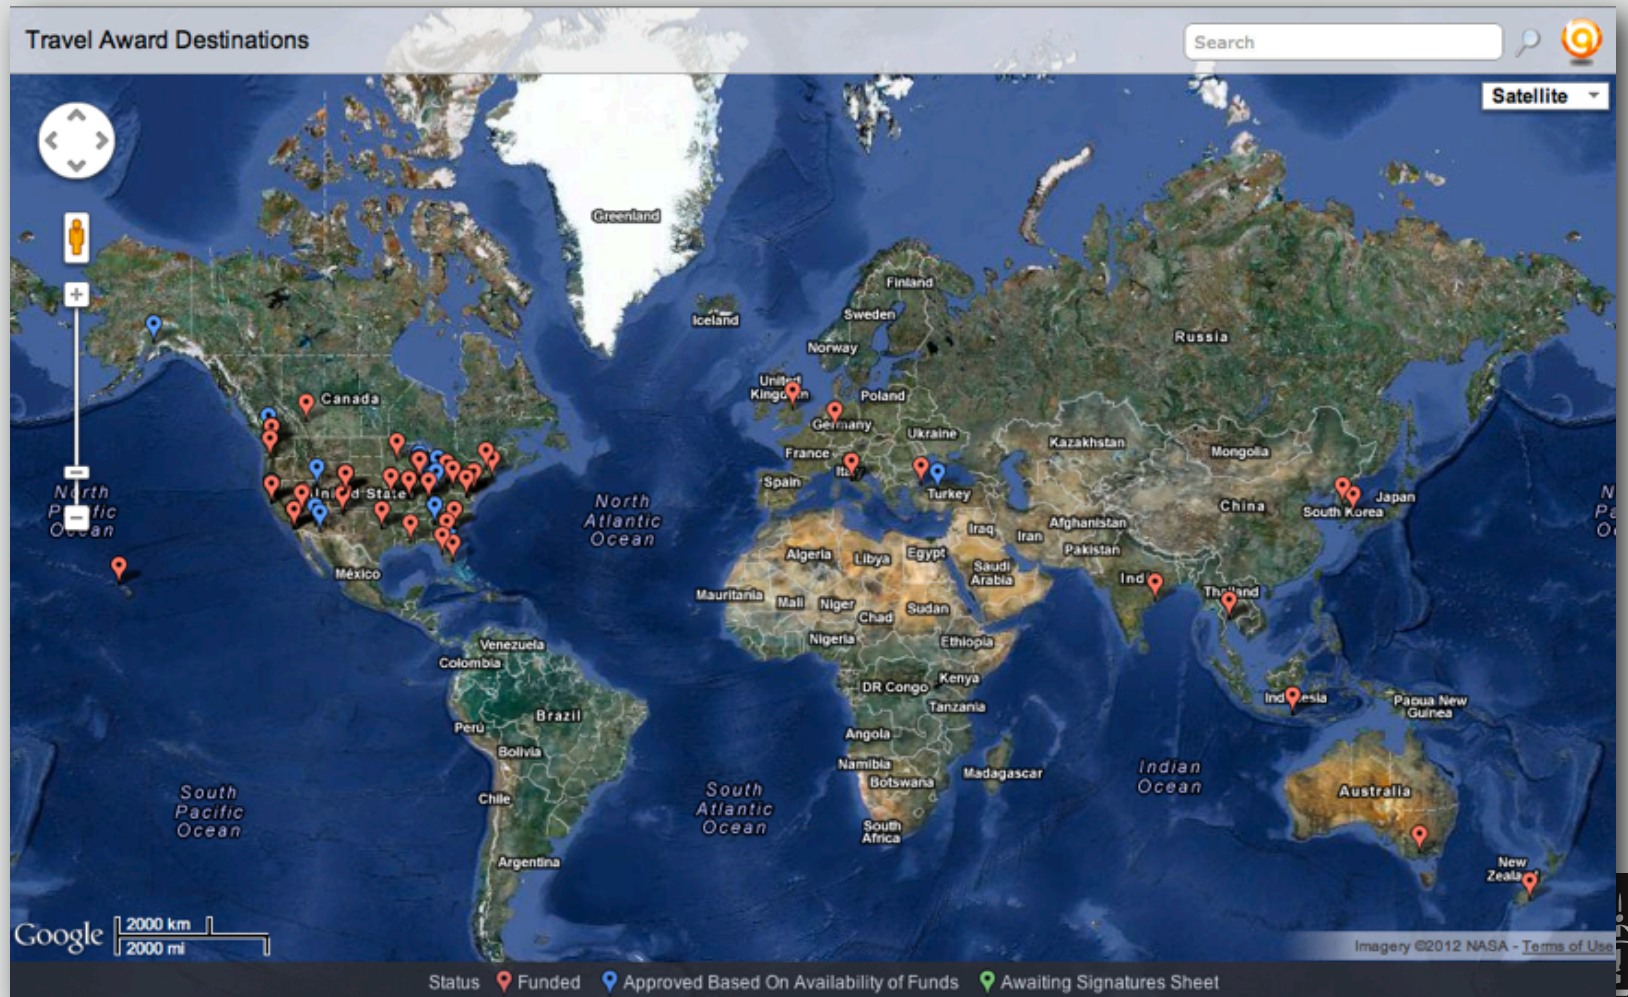 Travel Award Destinations
Search
Satellite
Greenland
Finland
Iceland
Sweden
Russia
Norway
United
Kingdom
Canada
Poland
Germany
Ukraine
Kazakhstan
Mongolia
France
Italy
Spain
Turkey
North
Pacific
Ocean
United States
North
Atlantic
Ocean
China
Japan
South Korea
N
Pa
O
Iraq
Iran
Afghanistan
Pakistan
Algeria
Libya
Egypt
Saudi
Arabia
México
India
Thailand
Mauritania
Mali
Niger
Chad
Sudan
Nigeria
Ethiopia
Venezuela
Colombia
DR Congo
Kenya
Tanzania
Indonesia
Papua New
Guinea
Perú
Brazil
Bolivia
Angola
Namibia
Botswana
Madagascar
Indian
Ocean
South
Pacific
Ocean
Chile
South
Atlantic
Ocean
South
Africa
Australia
Argentina
New
Zealand
Google
2000 km
2000 mi
Imagery ©2012 NASA - Terms of Use
Status Funded Approved Based On Availability of Funds Awaiting Signatures Sheet